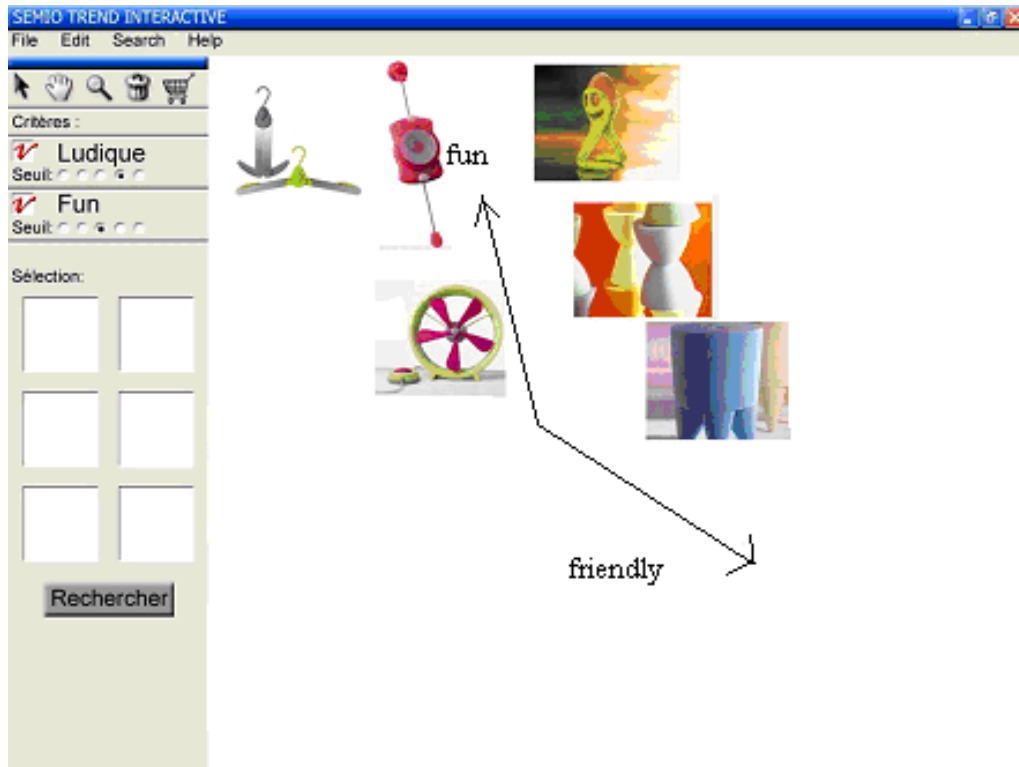 SEMIO TREND INTERACTIVE
File Edit Search Help
Critères :
Ludique
Seuil:
Fun
Seuil:
Sélection:
Rechercher
fun
friendly